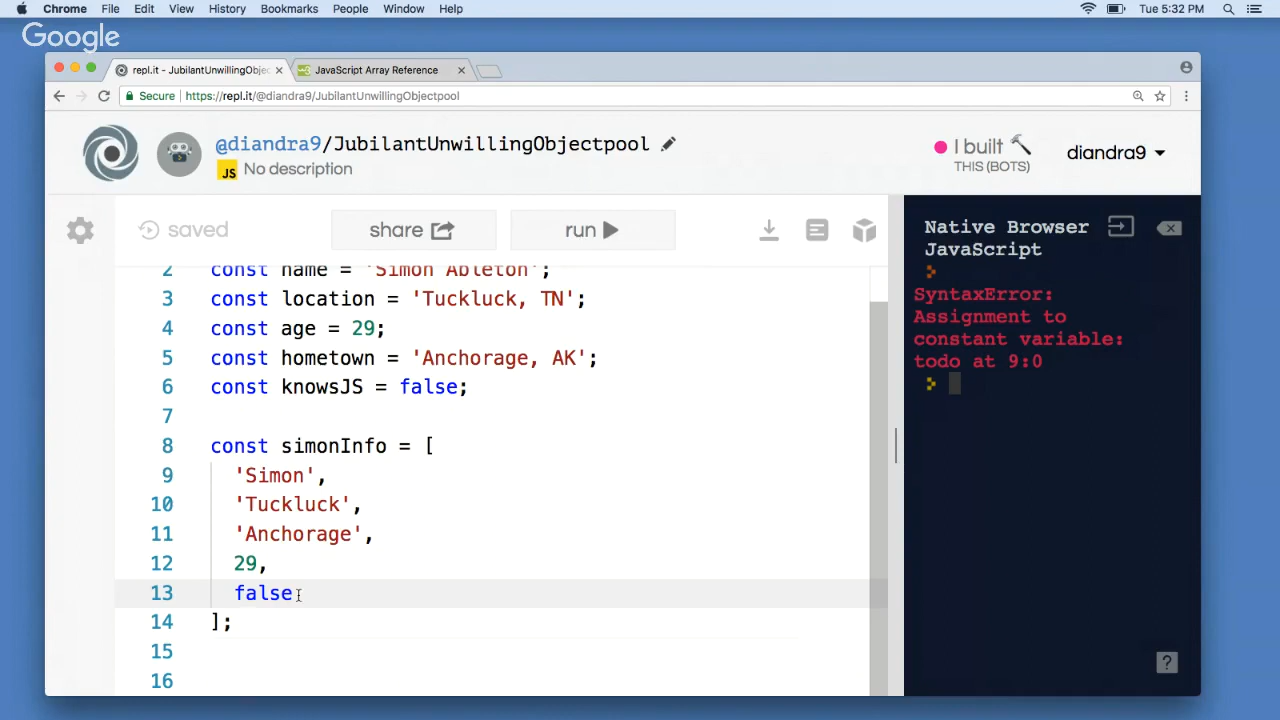 Chrome File Edit View History Bookmarks People Window Help Tue 5:32 PM
Google
repl.it - JubilantUnwillingObjec × JavaScript Array Reference ×
Secure https://repl.it/@diandra9/JubilantUnwillingObjectpool
@diandra9/JubilantUnwillingObjectpool
JS No description
I built
THIS (BOTS)
diandra9
saved share run
Native Browser
JavaScript
SyntaxError:
Assignment to
constant variable:
todo at 9:0
2 const name = 'Simon Ableton';
3 const location = 'Tuckluck, TN';
4 const age = 29;
5 const hometown = 'Anchorage, AK';
6 const knowsJS = false;
7
8 const simonInfo = [
9 'Simon',
10 'Tuckluck',
11 'Anchorage',
12 29,
13 false
14 ];
15
16
?